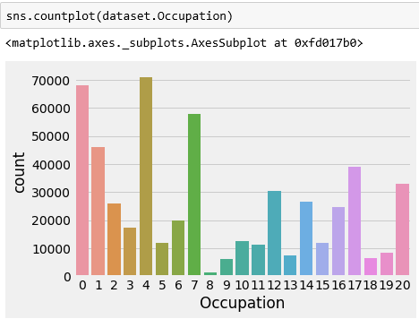 sns.countplot(dataset.Occupation)
<matplotlib.axes._subplots.AxesSubplot at 0xfd017b0>
70000
60000
50000
40000
30000
20000
10000
0
count
0 1 2 3 4 5 6 7 8 9 10 11 12 13 14 15 16 17 18 19 20
Occupation